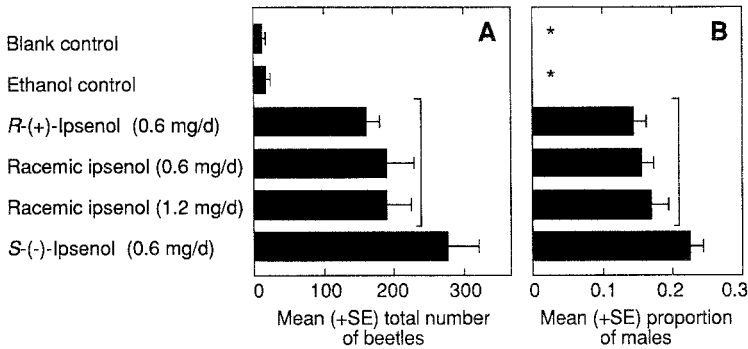 A
B
Blank control
*
Ethanol control
*
R-(+)-Ipsenol (0.6 mg/d)
Racemic ipsenol (0.6 mg/d)
Racemic ipsenol (1.2 mg/d)
S-(-)-Ipsenol (0.6 mg/d)
0 100 200 300
0 0.1 0.2 0.3
Mean (+SE) total number
of beetles
Mean (+SE) proportion
of males